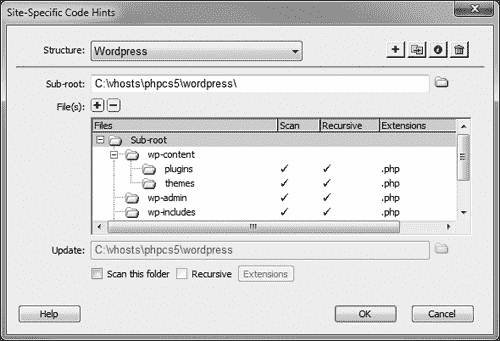 Site-Specific Code Hints
Structure: Wordpress
Sub-root: C:\vhosts\phpcs5\wordpress\
File(s):
Files Scan Recursive Extensions
Sub-root
wp-content
plugins ✓ ✓ .php
themes ✓ ✓ .php
wp-admin ✓ ✓ .php
wp-includes ✓ ✓ .php
Update: C:\vhosts\phpcs5\wordpress
Scan this folder Recursive Extensions
Help OK Cancel